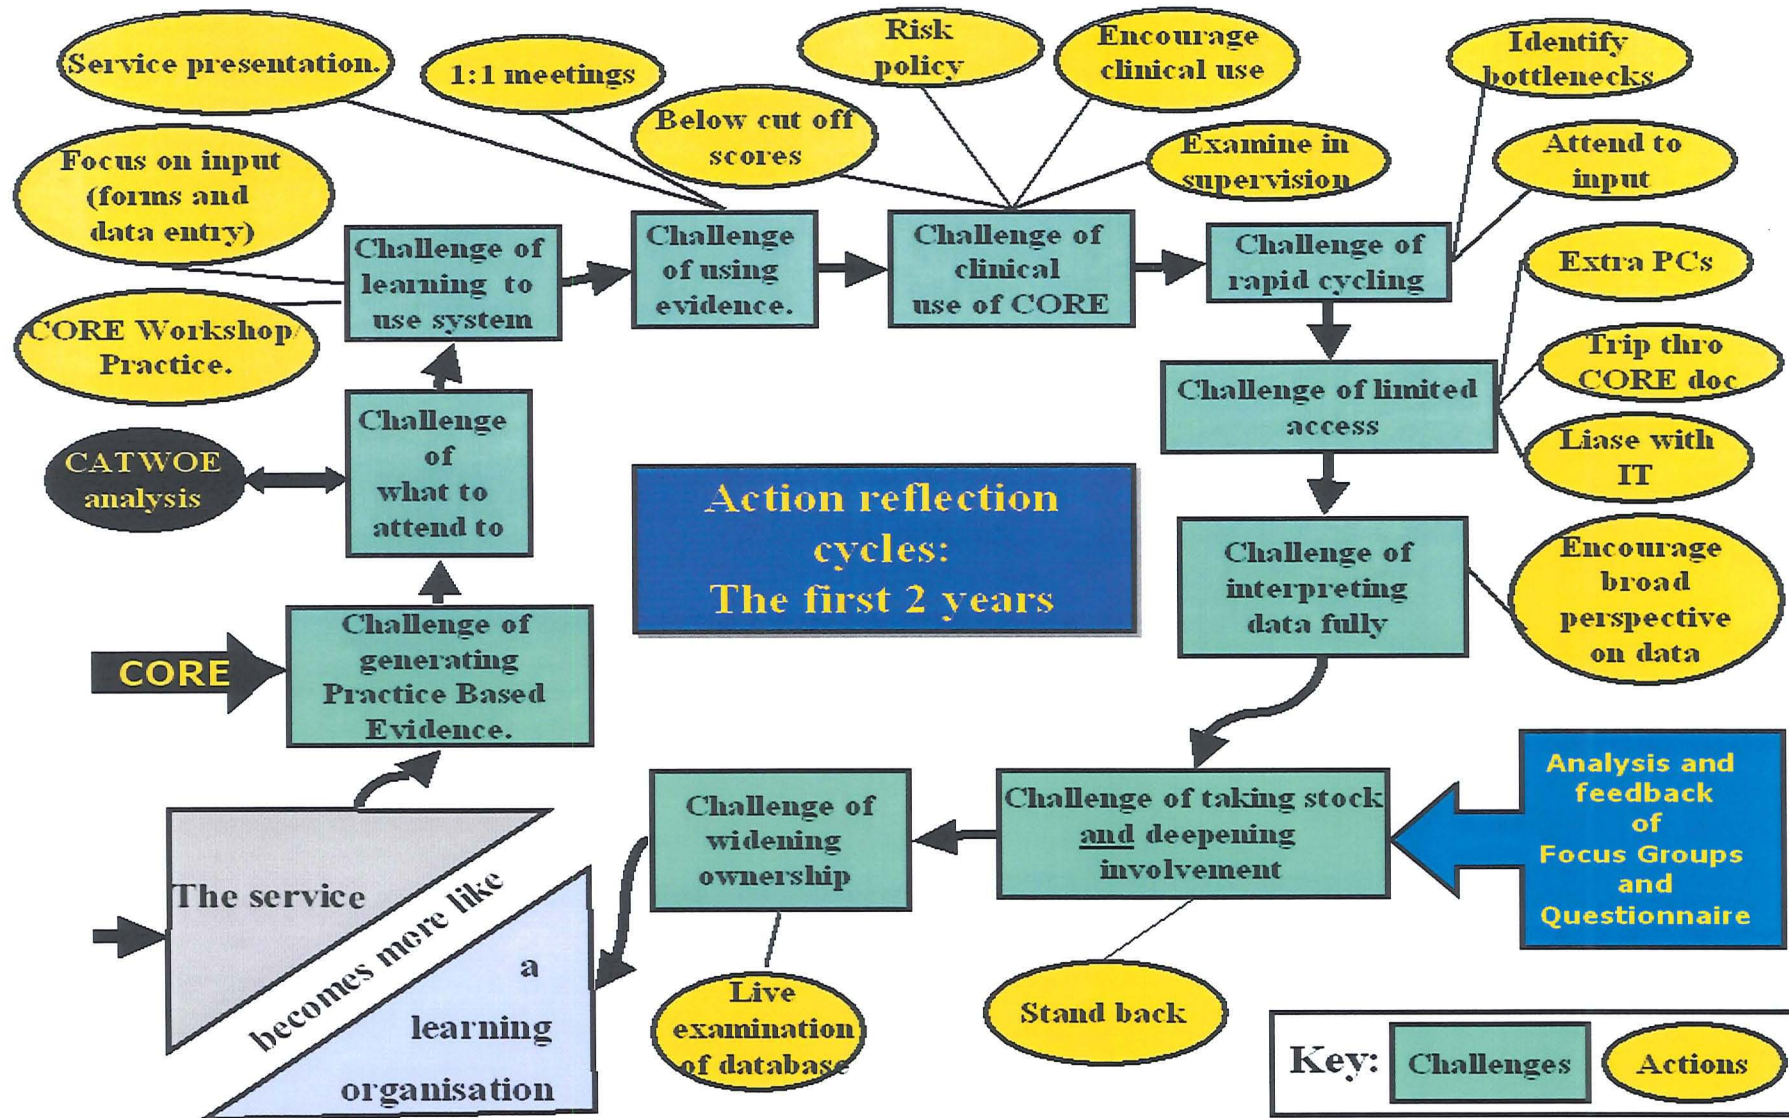 Service presentation.
1:1 meetings
Risk
policy
Encourage
clinical use
Identify
bottlenecks
Below cut off
scores
Examine in
supervision
Attend to
input
Focus on input
(forms and
data entry)
CORE Workshop/
Practice.
Challenge of
learning to
use system
Challenge
of using
evidence.
Challenge of
clinical
use of CORE
Challenge of
rapid cycling
Extra PCs
Trip thro
CORE doc
Liase with
IT
Challenge of limited
access
CATWOE
analysis
Challenge
of
what to
attend to
Action reflection
cycles:
The first 2 years
Challenge of
interpreting
data fully
Encourage
broad
perspective
on data
CORE
Challenge of
generating
Practice Based
Evidence.
Challenge of
widening
ownership
Challenge of taking stock
and deepening
involvement
Analysis and
feedback
of
Focus Groups
and
Questionnaire
The service
becomes more like
a
learning
organisation
Live
examination
of database
Stand back
Key:
Challenges
Actions